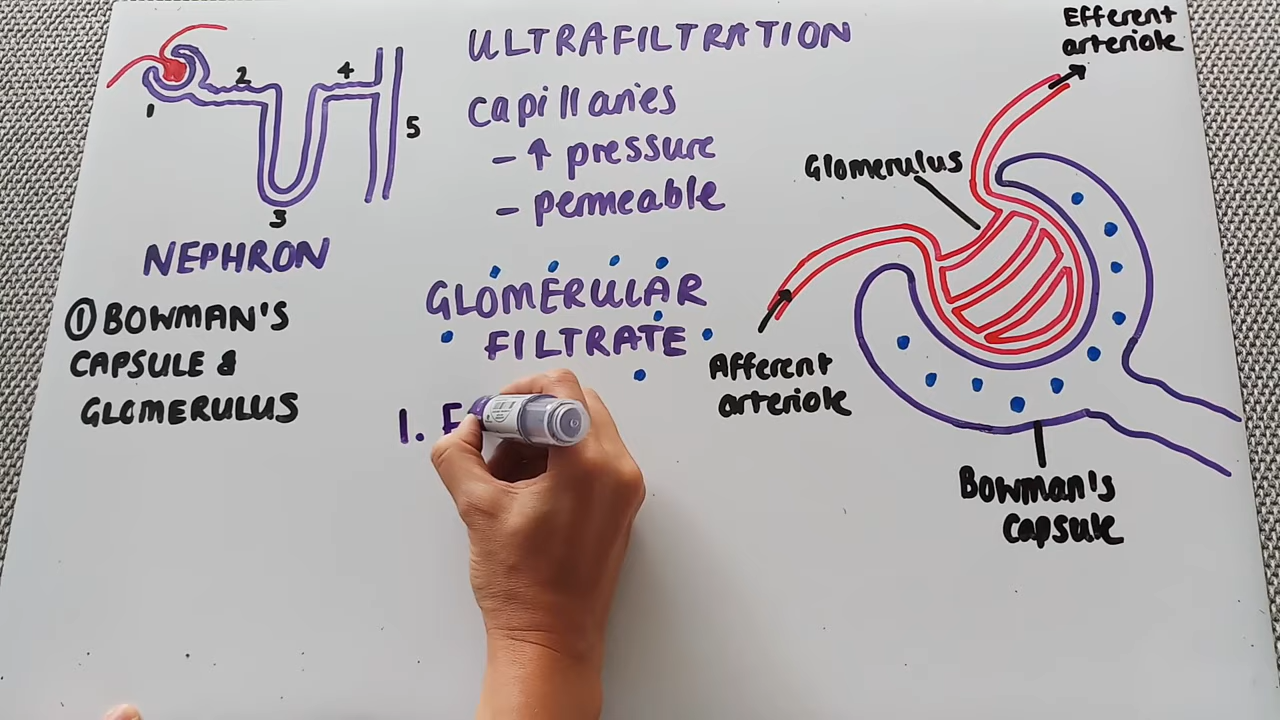 1
2
3
4
5
NEPHRON
① BOWMAN'S
CAPSULE &
GLOMERULUS
ULTRAFILTRATION
capillaries
- ↑ pressure
- permeable
GLOMERULAR
FILTRATE
1.
Efferent
arteriole
Glomerulus
Afferent
arteriole
Bowman's
capsule